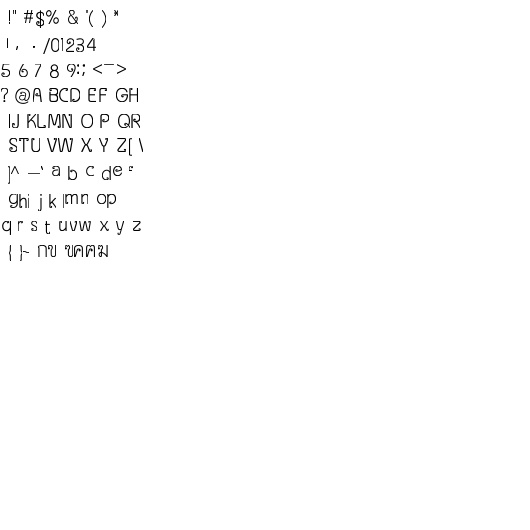 !" #$% & '( ) *
! , . /01234
5 6 7 8 9:; <=>
? @A BCD EF GH
IJ KLMN O P QR
STU VW X Y Z[ \
]^ _` a b c de f
ghi j k lmn op
q r s t uvw x y z
{ }~ กข ฃคฅฆ